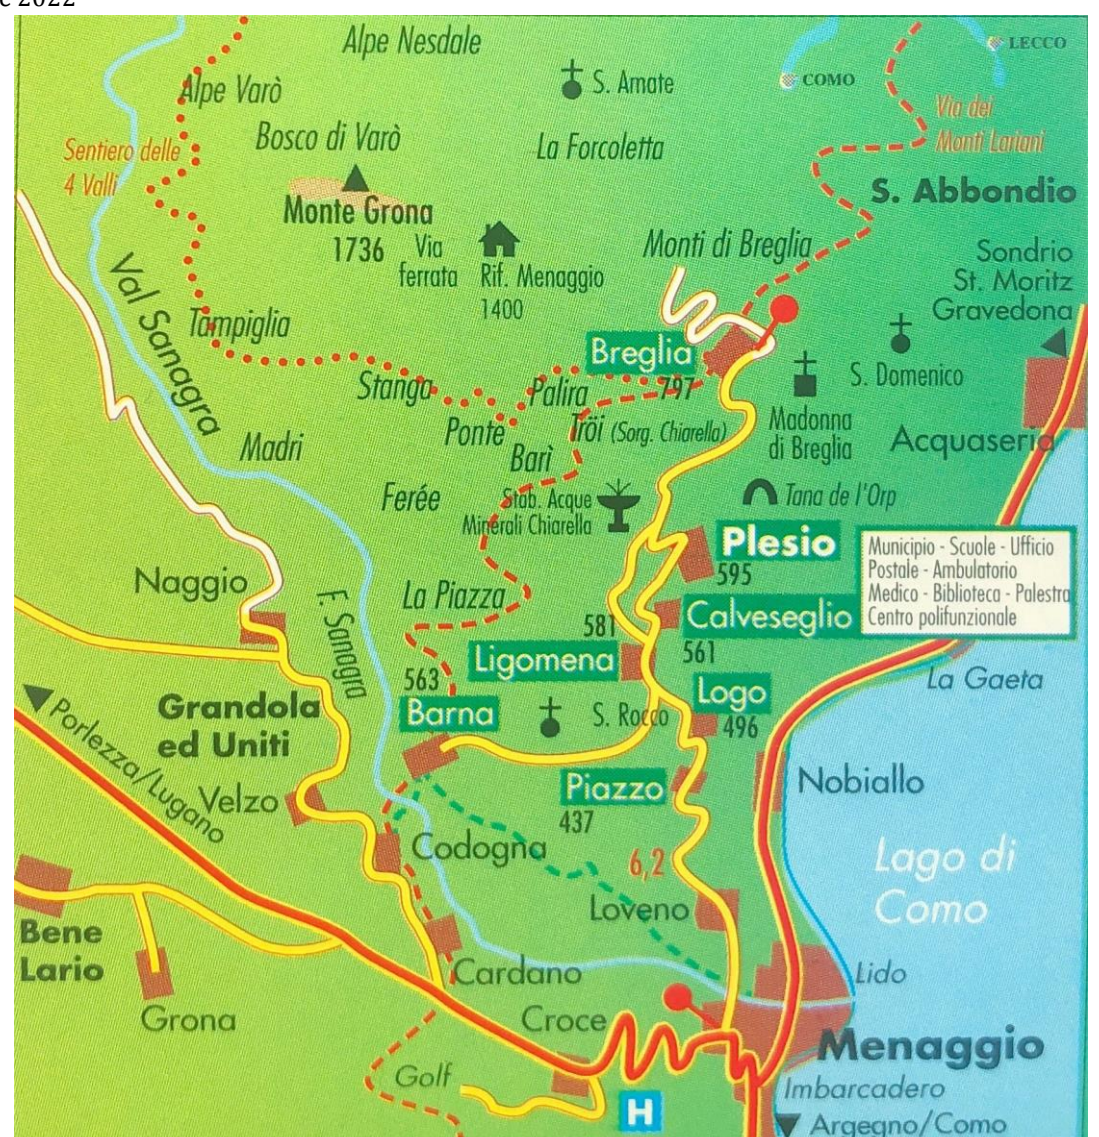 2022
Alpe Nesdale
LECCO
S. Amate
COMO
Alpe Varò
Via dei
Monti Lariani
Bosco di Varò
La Forcoletta
Sentiero delle
4 Valli
S. Abbondio
Monte Grona
1736
Via
ferrata
Rif. Menaggio
1400
Monti di Breglia
Sondrio
St. Moritz
Gravedona
Val Sanagra
Tampiglia
Breglia
797
S. Domenico
Stanga
Palira
Madonna
di Breglia
Acquaseria
Ponte
Tröi (Sorg. Chiarella)
Madri
Barì
Ferée
Stab. Acque
Minerali Chiarella
Tana de l'Orp
Plesio
595
Municipio - Scuole - Ufficio
Postale - Ambulatorio
Medico - Biblioteca - Palestra
Centro polifunzionale
Naggio
F. Sanagra
La Piazza
581
Calveseglio
561
Ligomena
La Gaeta
563
Logo
496
Grandola
ed Uniti
Barna
S. Rocco
Porlezza/Lugano
Velzo
Piazzo
437
Nobiallo
Codogna
6,2
Lago di
Como
Loveno
Bene
Lario
Cardano
Lido
Grona
Croce
Menaggio
Golf
Imbarcadero
H
Argegno/Como